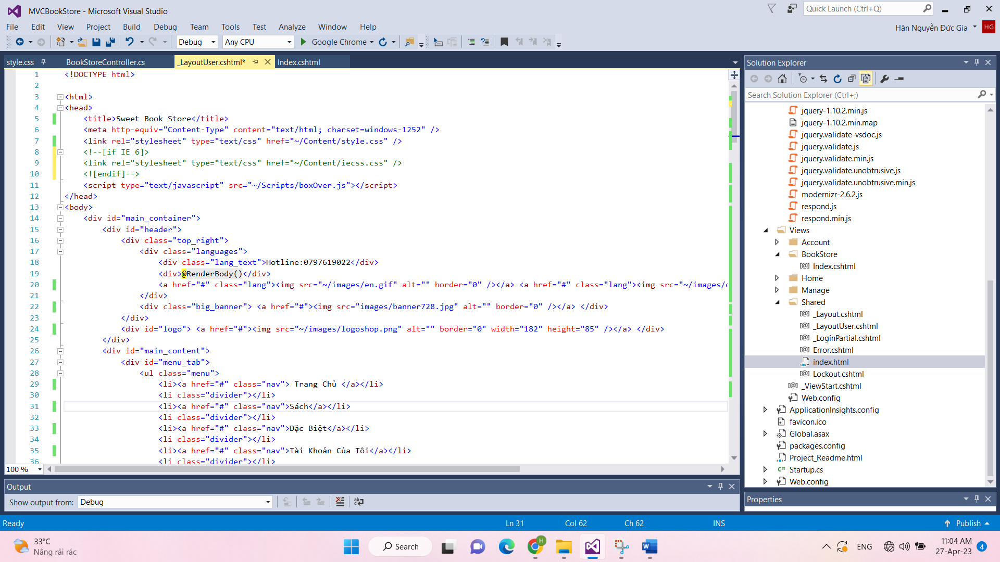 MVCBookStore - Microsoft Visual Studio
Quick Launch (Ctrl+Q)
File Edit View Project Build Debug Team Tools Test Analyze Window Help
Hân Nguyễn Đức Gia HG
Debug Any CPU Google Chrome
style.css BookStoreController.cs _LayoutUser.cshtml* Index.cshtml
1 <!DOCTYPE html>
2
3 <html>
4 <head>
5 <title>Sweet Book Store</title>
6 <meta http-equiv="Content-Type" content="text/html; charset=windows-1252" />
7 <link rel="stylesheet" type="text/css" href="~/Content/style.css" />
8 <!--[if IE 6]>
9 <link rel="stylesheet" type="text/css" href="~/Content/iecss.css" />
10 <![endif]-->
11 <script type="text/javascript" src="~/Scripts/boxOver.js"></script>
12 </head>
13 <body>
14 <div id="main_container">
15 <div id="header">
16 <div class="top_right">
17 <div class="languages">
18 <div class="lang_text">Hotline:0797619022</div>
19 <div>@RenderBody()</div>
20 <a href="#" class="lang"><img src="~/images/en.gif" alt="" border="0" /></a> <a href="#" class="lang"><img src="~/images/
21 </div>
22 <div class="big_banner"> <a href="#"><img src="images/banner728.jpg" alt="" border="0" /></a> </div>
23 </div>
24 <div id="logo"> <a href="#"><img src="~/images/logoshop.png" alt="" border="0" width="182" height="85" /></a> </div>
25 </div>
26 <div id="main_content">
27 <div id="menu_tab">
28 <ul class="menu">
29 <li><a href="#" class="nav"> Trang Chủ </a></li>
30 <li class="divider"></li>
31 <li><a href="#" class="nav">Sách</a></li>
32 <li class="divider"></li>
33 <li><a href="#" class="nav">Đặc Biệt</a></li>
34 <li class="divider"></li>
35 <li><a href="#" class="nav">Tài Khoản Của Tôi</a></li>
36 <li class="divider"></li>
100 %
Output
Show output from: Debug
Solution Explorer
Search Solution Explorer (Ctrl+;)
jquery-1.10.2.min.js
jquery-1.10.2.min.map
jquery.validate-vsdoc.js
jquery.validate.js
jquery.validate.min.js
jquery.validate.unobtrusive.js
jquery.validate.unobtrusive.min.js
modernizr-2.6.2.js
respond.js
respond.min.js
Views
Account
BookStore
Index.cshtml
Home
Manage
Shared
_Layout.cshtml
_LayoutUser.cshtml
_LoginPartial.cshtml
Error.cshtml
index.html
Lockout.cshtml
_ViewStart.cshtml
Web.config
ApplicationInsights.config
favicon.ico
Global.asax
packages.config
Project_Readme.html
C# Startup.cs
Web.config
Properties
Ready Ln 31 Col 62 Ch 62 INS Publish
33°C
Nắng rải rác
Search
H
ENG
11:04 AM
27-Apr-23
4